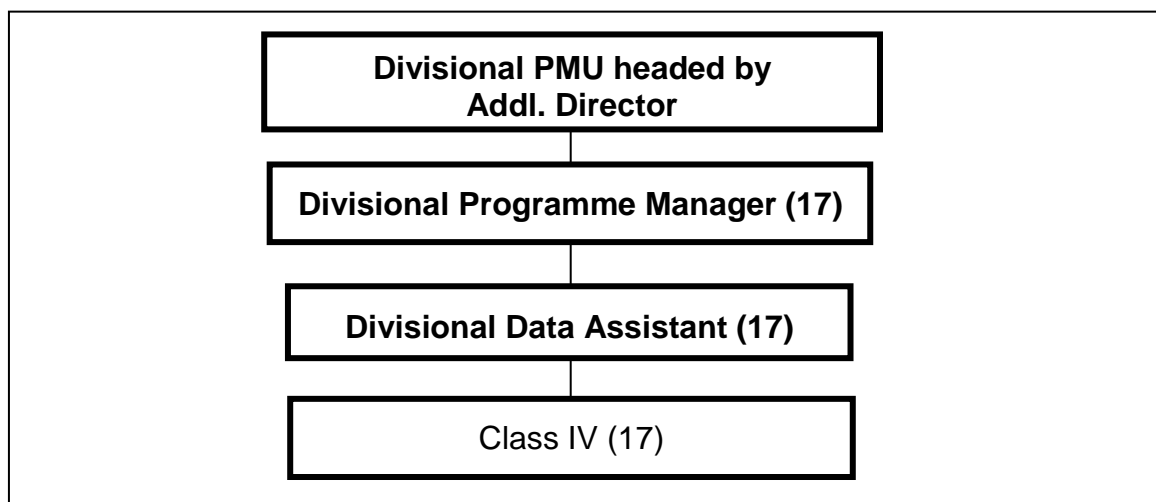 Divisional PMU headed by
Addl. Director
Divisional Programme Manager (17)
Divisional Data Assistant (17)
Class IV (17)